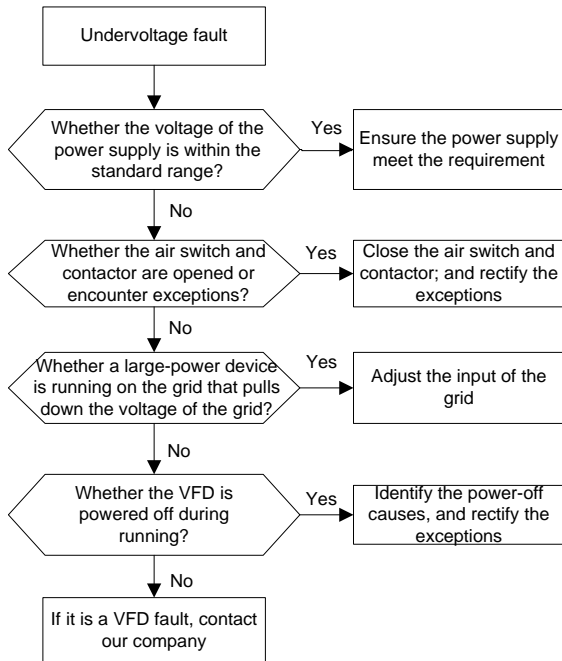 Undervoltage fault
Whether the voltage of the
power supply is within the
standard range?
Yes
Ensure the power supply
meet the requirement
No
Whether the air switch and
contactor are opened or
encounter exceptions?
Yes
Close the air switch and
contactor; and rectify the
exceptions
No
Whether a large-power device
is running on the grid that pulls
down the voltage of the grid?
Yes
Adjust the input of the
grid
No
Whether the VFD is
powered off during
running?
Yes
Identify the power-off
causes, and rectify the
exceptions
No
If it is a VFD fault, contact
our company